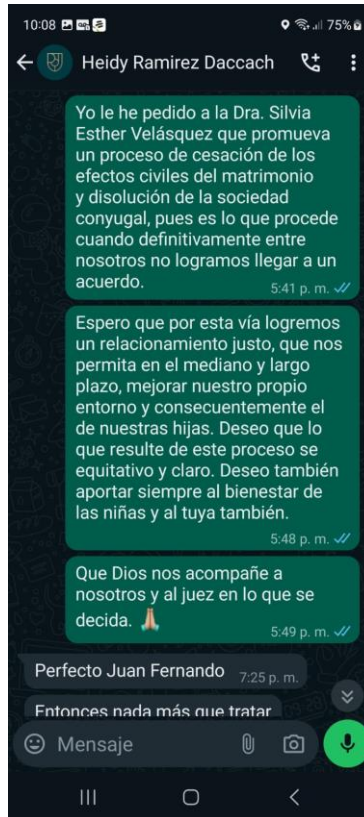 10:08
75%
Heidy Ramirez Daccach
Yo le he pedido a la Dra. Silvia
Esther Velásquez que promueva
un proceso de cesación de los
efectos civiles del matrimonio
y disolución de la sociedad
conyugal, pues es lo que procede
cuando definitivamente entre
nosotros no logramos llegar a un
acuerdo.
5:41 p. m.
Espero que por esta vía logremos
un relacionamiento justo, que nos
permita en el mediano y largo
plazo, mejorar nuestro propio
entorno y consecuentemente el
de nuestras hijas. Deseo que lo
que resulte de este proceso se
equitativo y claro. Deseo también
aportar siempre al bienestar de
las niñas y al tuya también.
5:48 p. m.
Que Dios nos acompañe a
nosotros y al juez en lo que se
decida. 🙏
5:49 p. m.
Perfecto Juan Fernando
7:25 p. m.
Entonces nada más que tratar
Mensaje